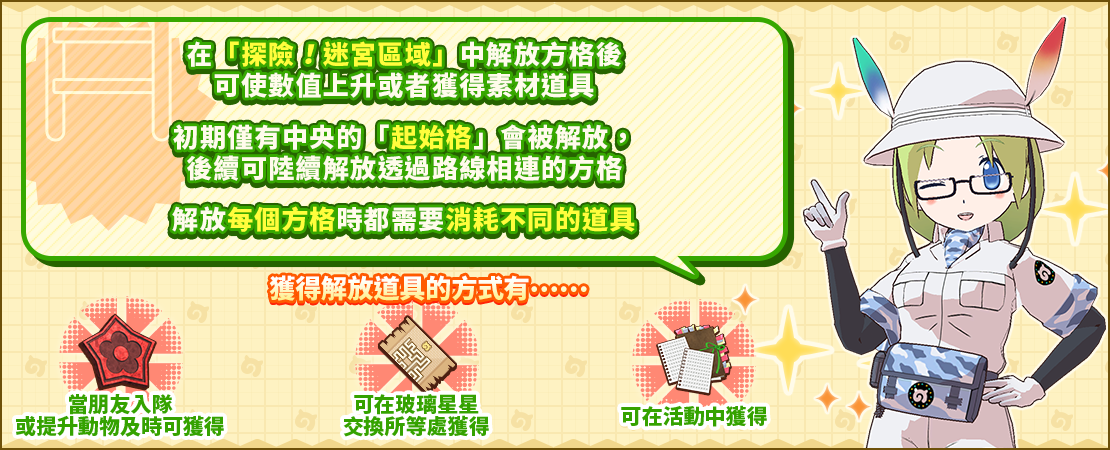 在「探險！迷宮區域」中解放方格後
可使數值上升或者獲得素材道具
初期僅有中央的「起始格」會被解放，
後續可陸續解放透過路線相連的方格
解放每個方格時都需要消耗不同的道具
獲得解放道具的方式有……
當朋友入隊
或提升動物及時可獲得
可在玻璃星星
交換所等處獲得
可在活動中獲得